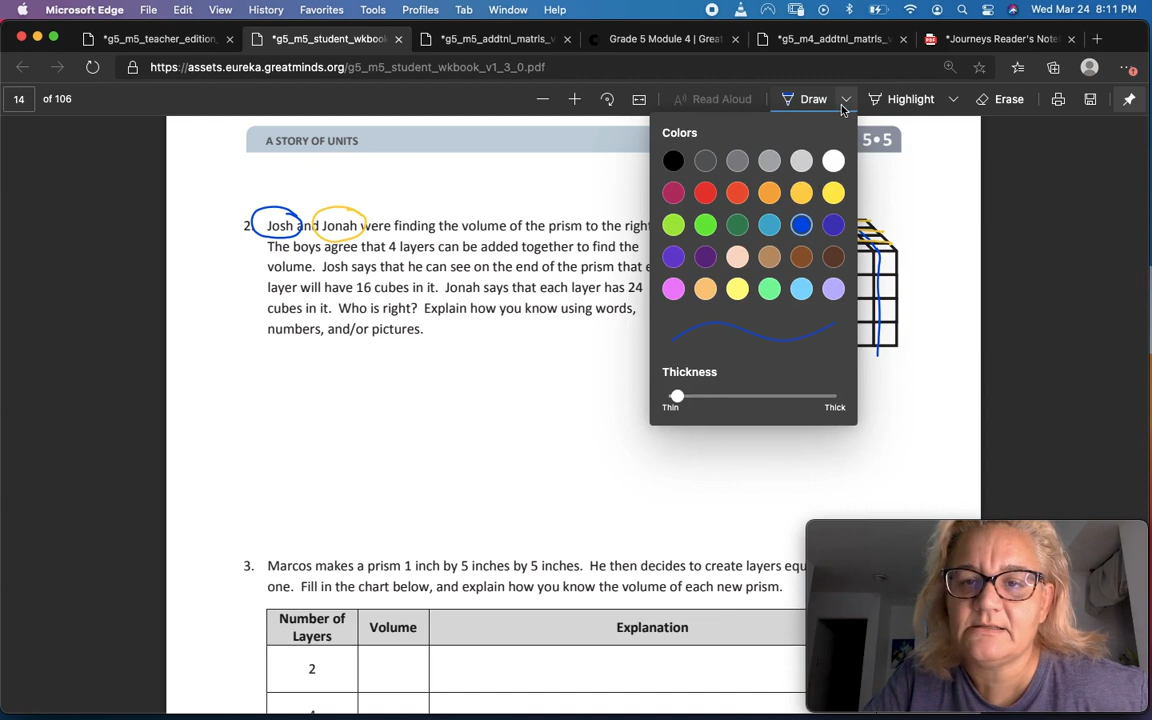 Microsoft Edge File Edit View History Favorites Tools Profiles Tab Window Help Wed Mar 24 8:11 PM
*g5_m5_teacher_edition *g5_m5_student_wkbook *g5_m5_addtnl_matrls_v Grade 5 Module 4 | Great *g5_m4_addtnl_matrls_v *Journeys Reader's Note
https://assets.eureka.greatminds.org/g5_m5_student_wkbook_v1_3_0.pdf
14 of 106 Read Aloud Draw Highlight Erase
A STORY OF UNITS
5•5
Colors
Thickness
Thin Thick
2. Josh and Jonah were finding the volume of the prism to the right
The boys agree that 4 layers can be added together to find the
volume. Josh says that he can see on the end of the prism that e
layer will have 16 cubes in it. Jonah says that each layer has 24
cubes in it. Who is right? Explain how you know using words,
numbers, and/or pictures.
3. Marcos makes a prism 1 inch by 5 inches by 5 inches. He then decides to create layers equ
one. Fill in the chart below, and explain how you know the volume of each new prism.
Number of
Layers
Volume
Explanation
2